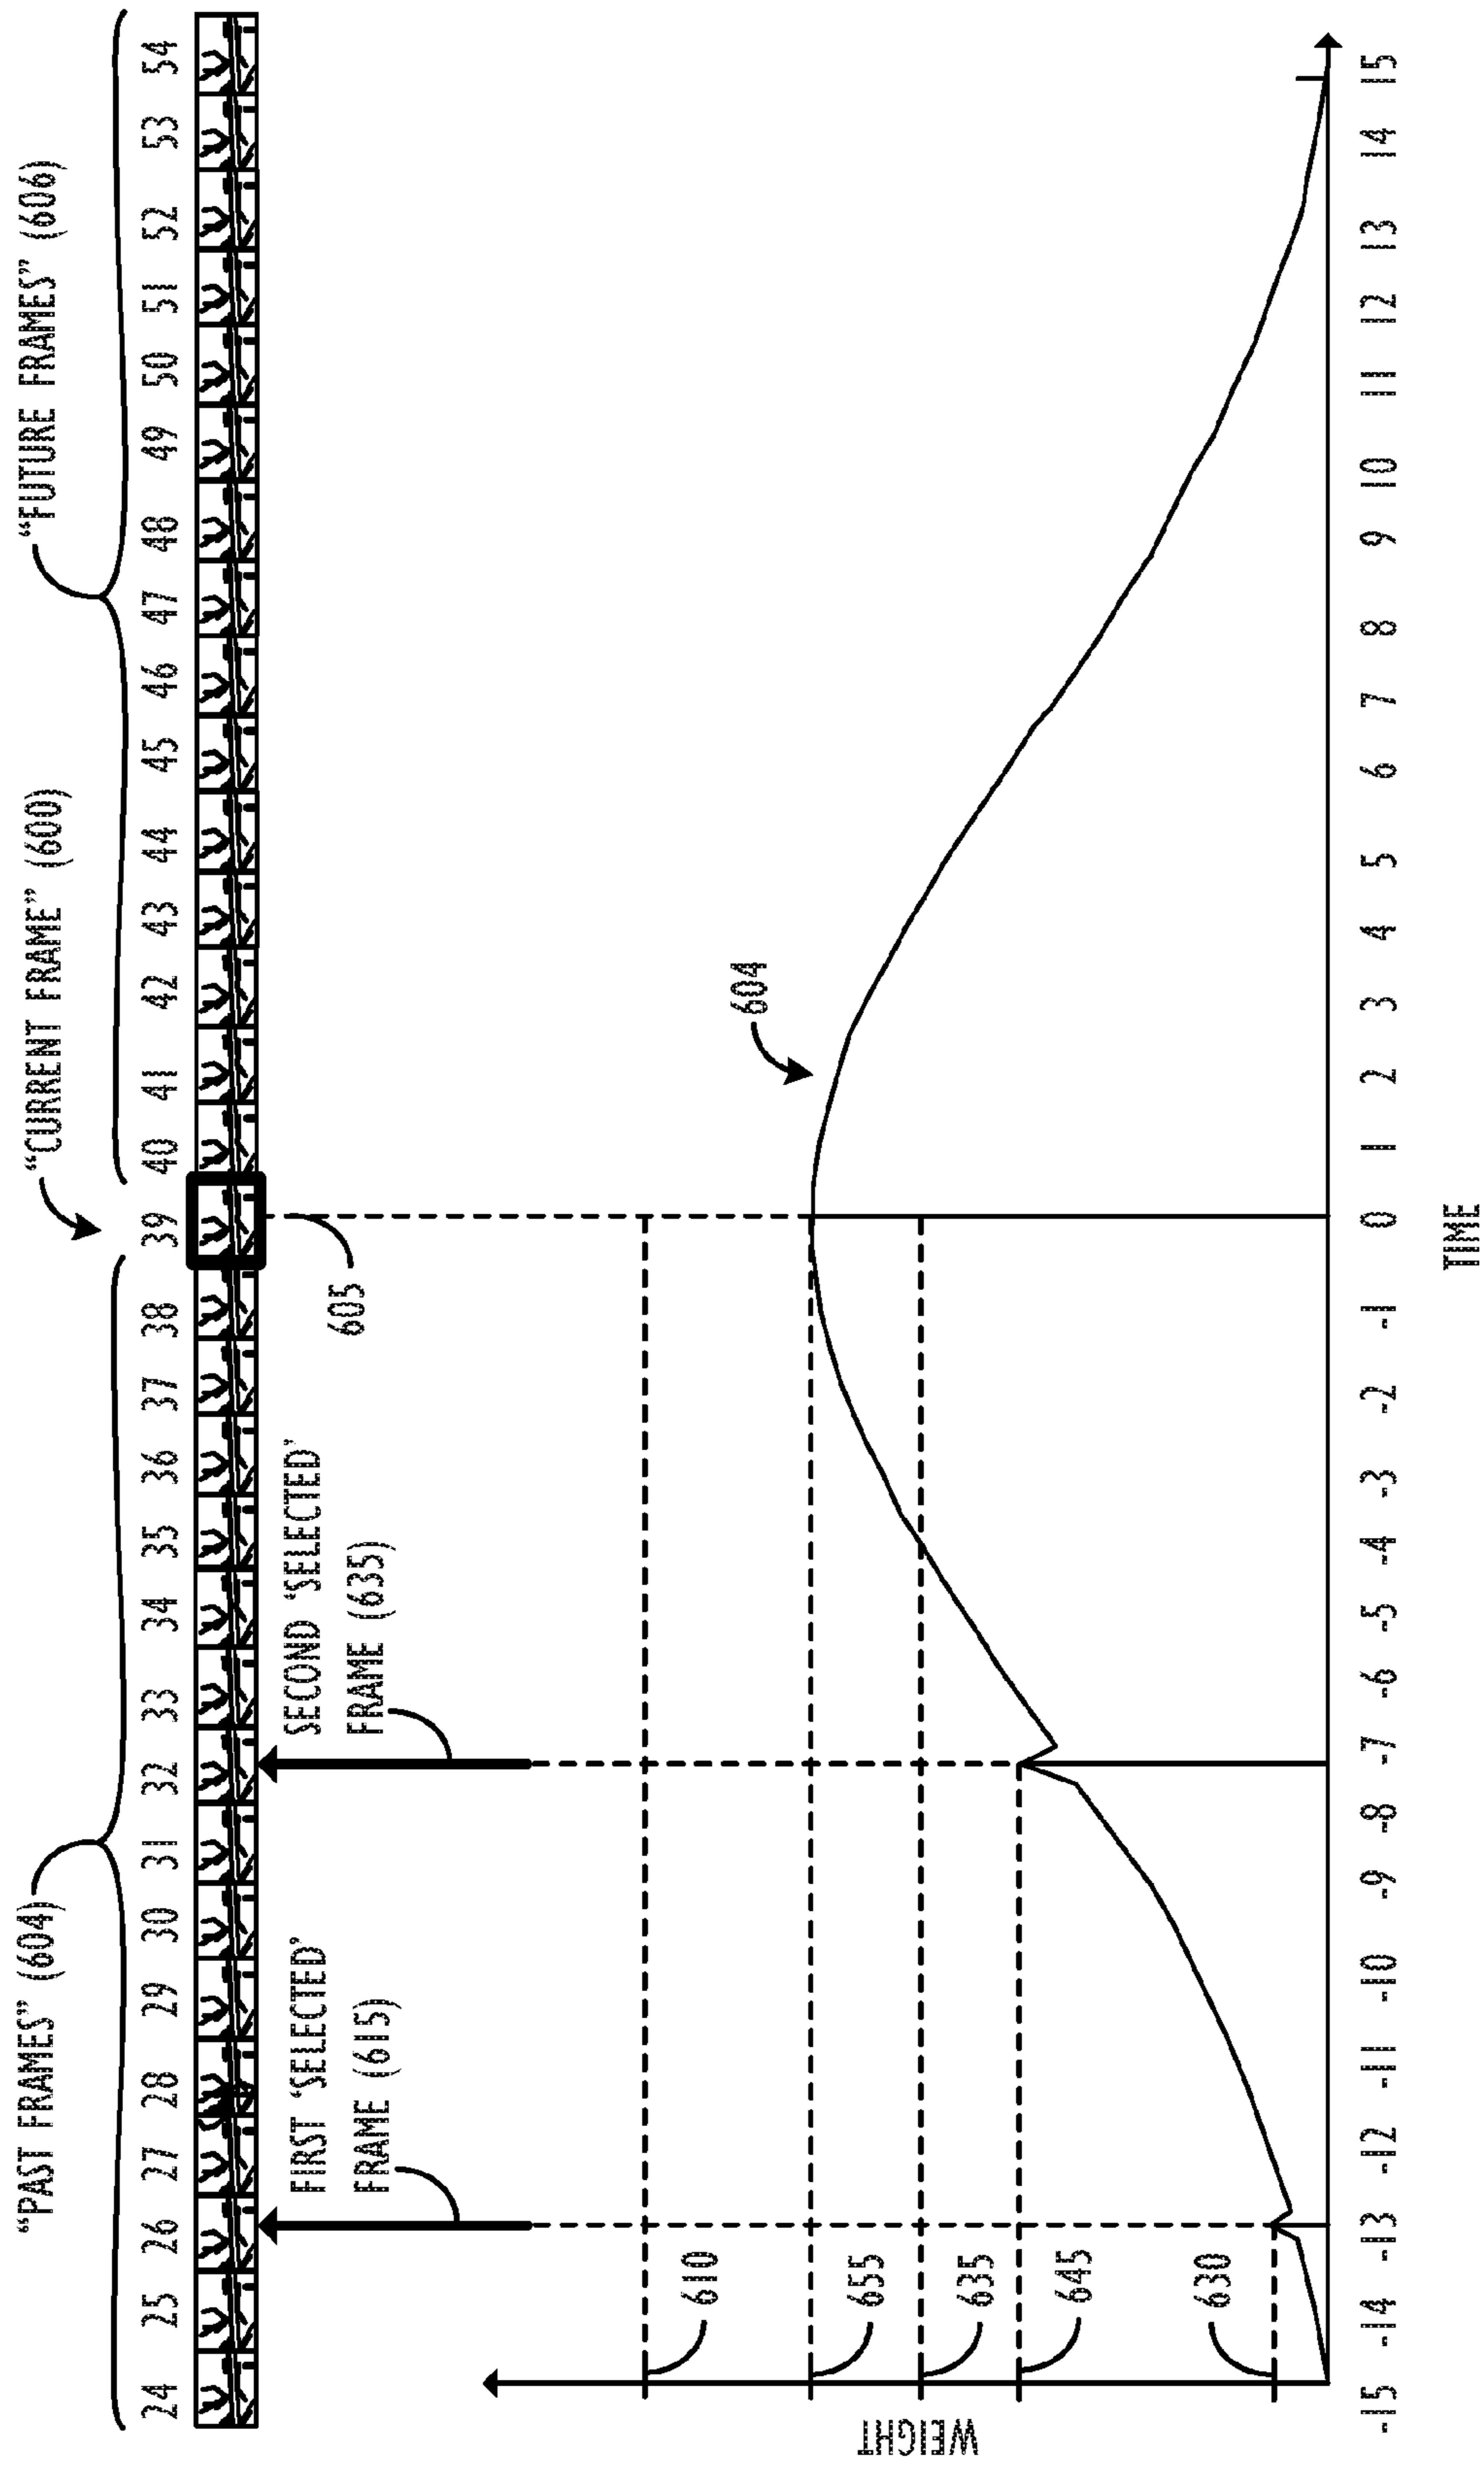 “PAST FRAMES” (604)
“CURRENT FRAME” (600)
“FUTURE FRAMES” (606)
24 25 26 27 28 29 30 31 32 33 34 35 36 37 38 39 40 41 42 43 44 45 46 47 48 49 50 51 52 53 54
FIRST ‘SELECTED’
FRAME (615)
SECOND ‘SELECTED’
FRAME (635)
605
604
WEIGHT
610
655
635
645
630
-15 -14 -13 -12 -11 -10 -9 -8 -7 -6 -5 -4 -3 -2 -1 0 1 2 3 4 5 6 7 8 9 10 11 12 13 14 15
TIME